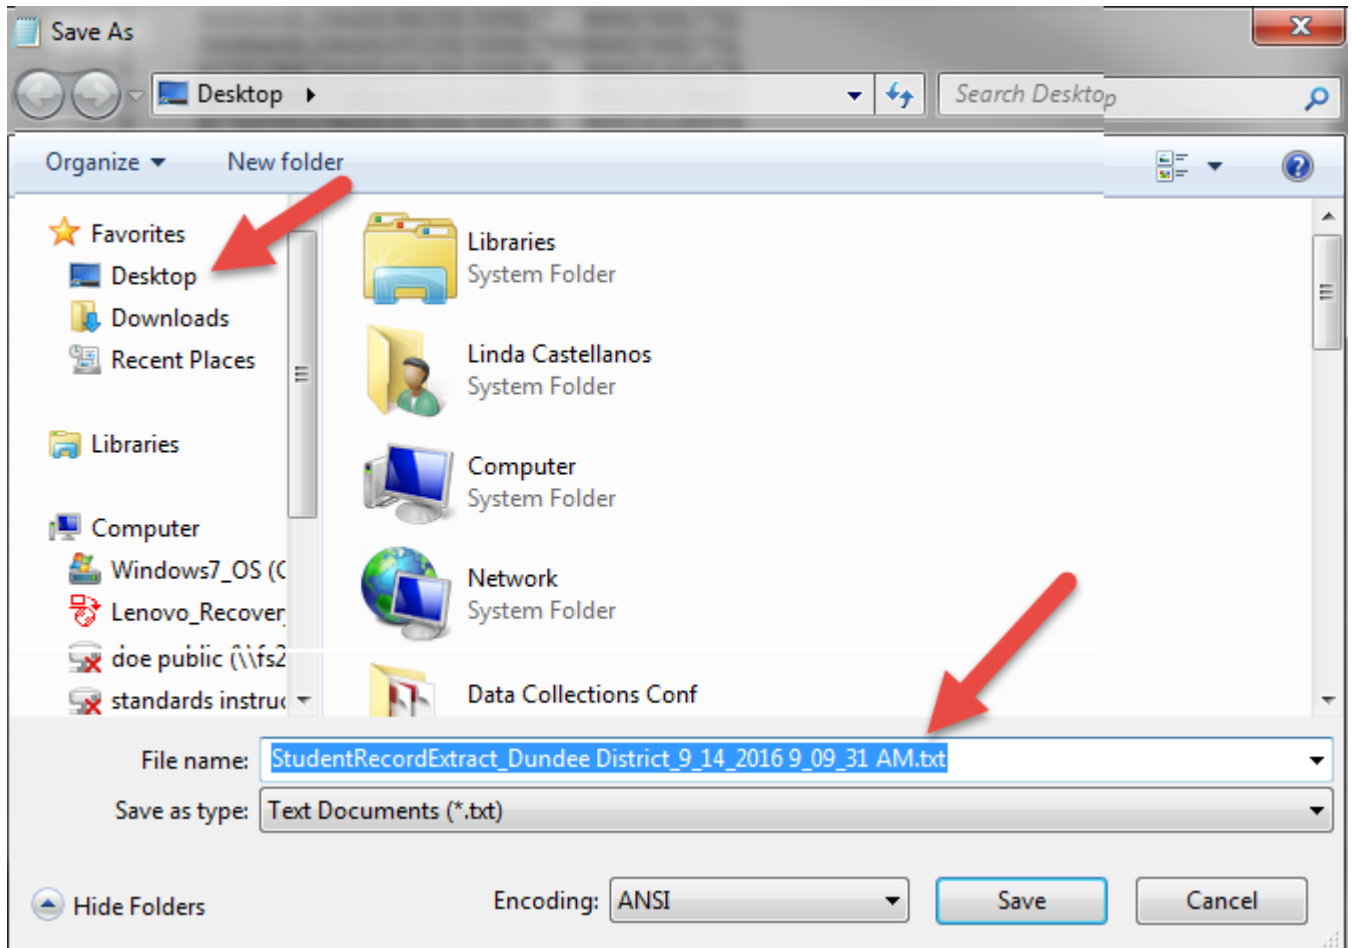 Save As
Desktop
Search Desktop
Organize
New folder
Favorites
Desktop
Downloads
Recent Places
Libraries
Computer
Windows7_OS (C
Lenovo_Recover
doe public (\\fs2
standards instruc
Libraries
System Folder
Linda Castellanos
System Folder
Computer
System Folder
Network
System Folder
Data Collections Conf
File name: StudentRecordExtract_Dundee District_9_14_2016 9_09_31 AM.txt
Save as type: Text Documents (*.txt)
Hide Folders
Encoding: ANSI
Save
Cancel